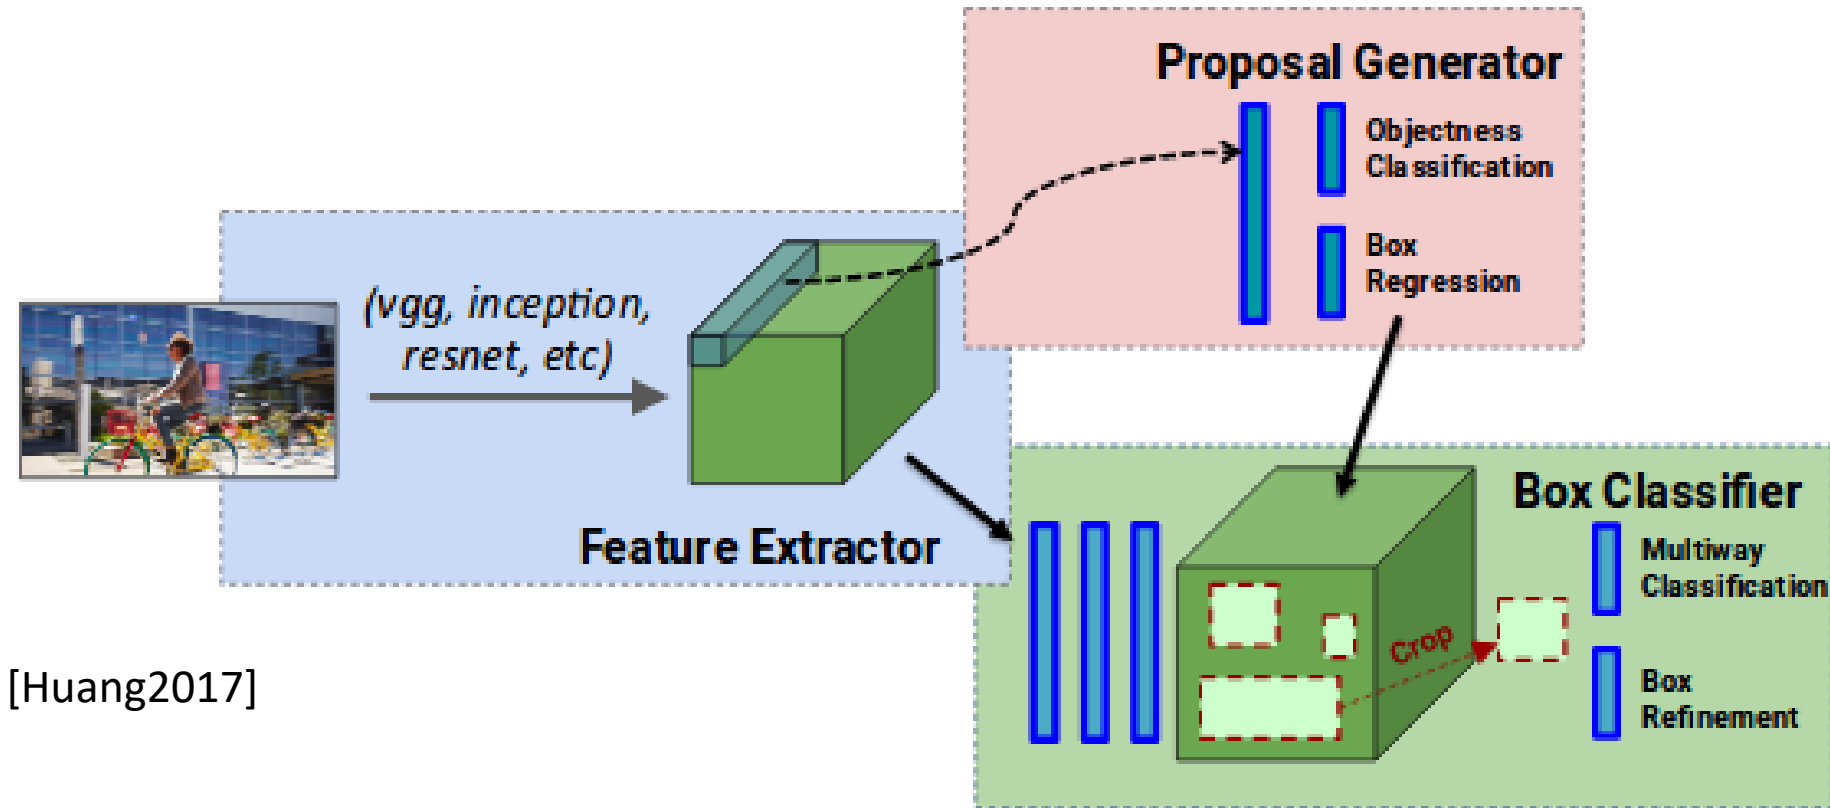 Proposal Generator
Objectness
Classification
Box
Regression
(vgg, inception,
resnet, etc)
Feature Extractor
Box Classifier
Multiway
Classification
Crop
Box
Refinement
[Huang2017]